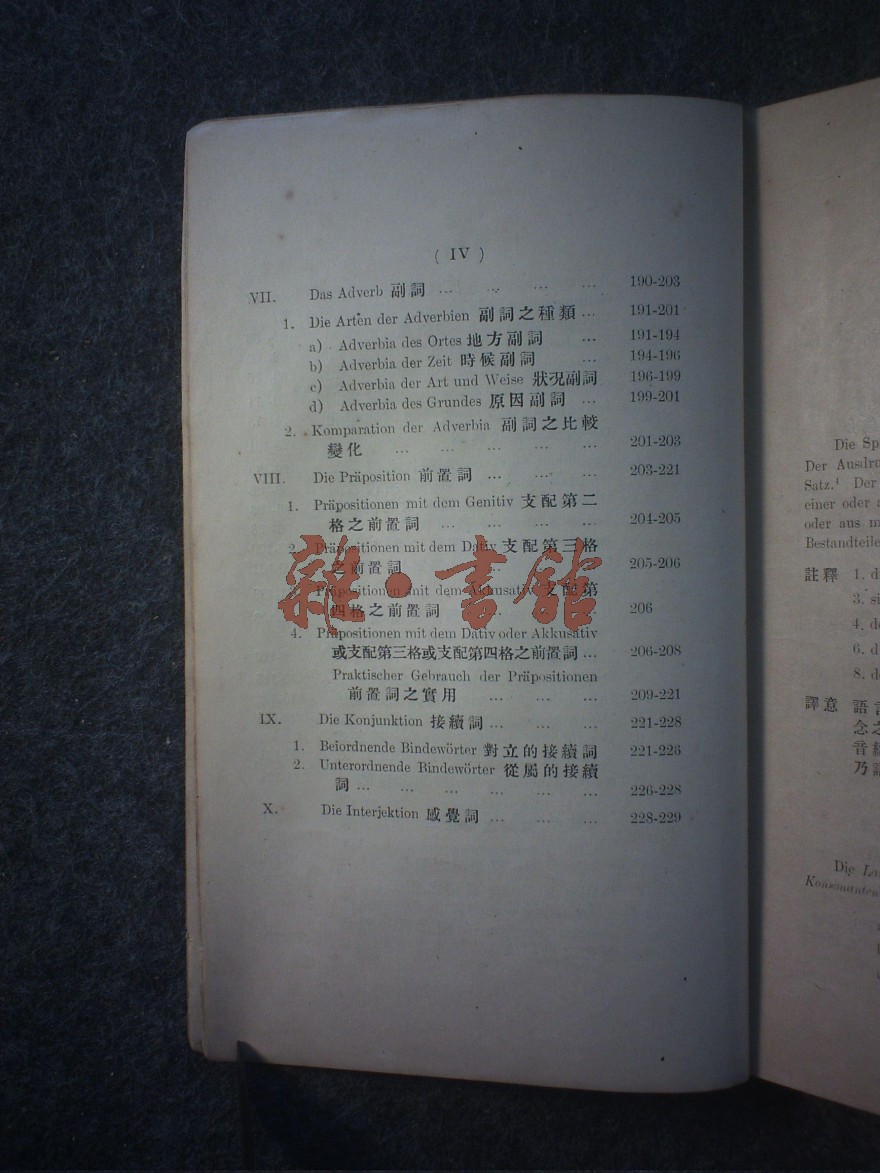 ( IV )
VII. Das Adverb 副詞 ... ... ... ... 190-203
1. Die Arten der Adverbien 副詞之種類 ... 191-201
a) Adverbia des Ortes 地方副詞 ... 191-194
b) Adverbia der Zeit 時候副詞 ... 194-196
c) Adverbia der Art und Weise 狀況副詞 196-199
d) Adverbia des Grundes 原因副詞 ... 199-201
2. Komparation der Adverbia 副詞之比較
變化 ... ... ... ... ... 201-203
VIII. Die Präposition 前置詞 ... ... ... 203-221
1. Präpositionen mit dem Genitiv 支配第二
格之前置詞 ... ... ... ... 204-205
2. Präpositionen mit dem Dativ 支配第三格
之前置詞 ... 205-206
Präpositionen mit dem Akkusativ 支配第
四格之前置詞 ... ... ... 206
4. Präpositionen mit dem Dativ oder Akkusativ
或支配第三格或支配第四格之前置詞 ... 206-208
Praktischer Gebrauch der Präpositionen
前置詞之實用 ... ... ... 209-221
IX. Die Konjunktion 接續詞 ... ... ... 221-228
1. Beiordnende Bindewörter 對立的接續詞 221-226
2. Unterordnende Bindewörter 從屬的接續
詞 ... ... ... ... ... ... 226-228
X. Die Interjektion 感覺詞 ... ... ... 228-229
雜·書館
Die Sp
Der Ausdru
Satz.¹ Der
einer oder a
oder aus m
Bestandteile
註釋 1. d
3. si
4. de
6. d
8. de
譯意 語言
念之
音綴
乃語
Die La
Konsonanten